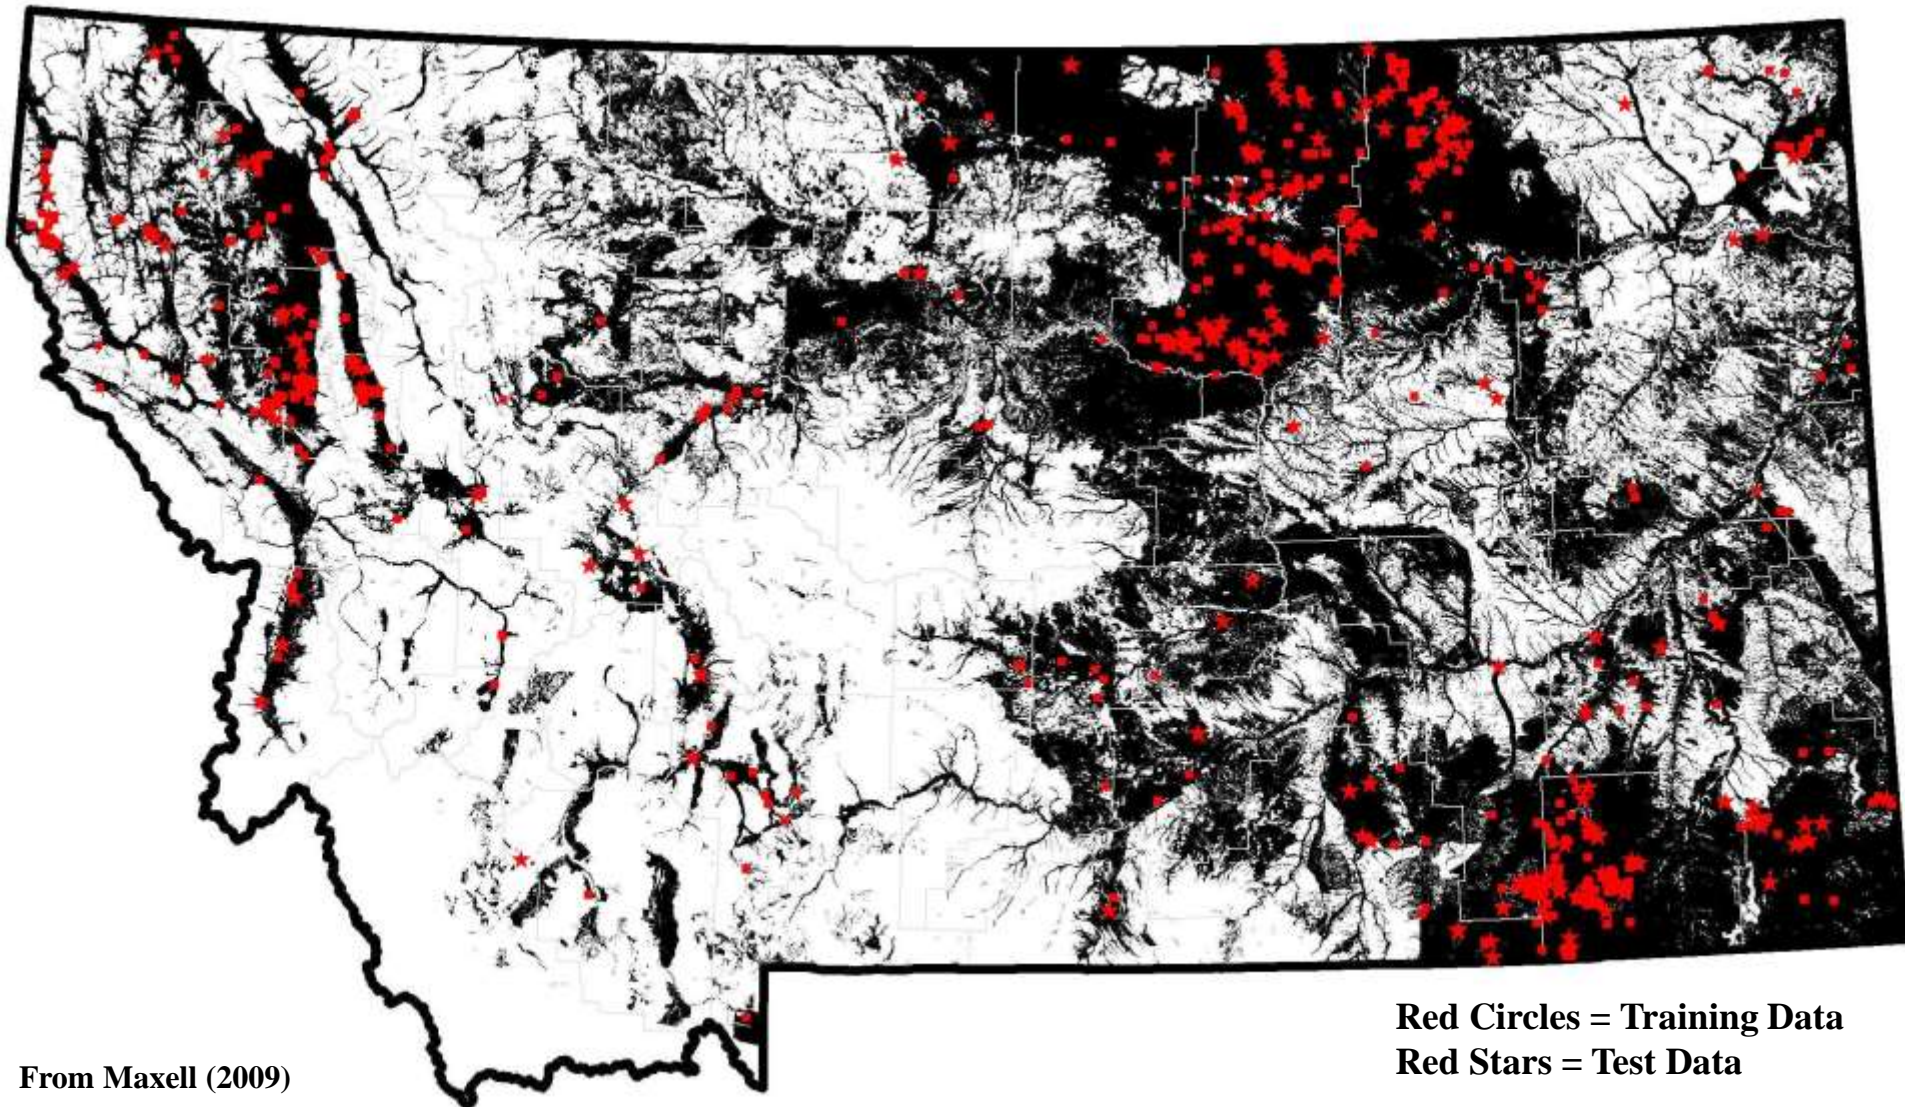 Red Circles = Training Data
Red Stars = Test Data
From Maxell (2009)